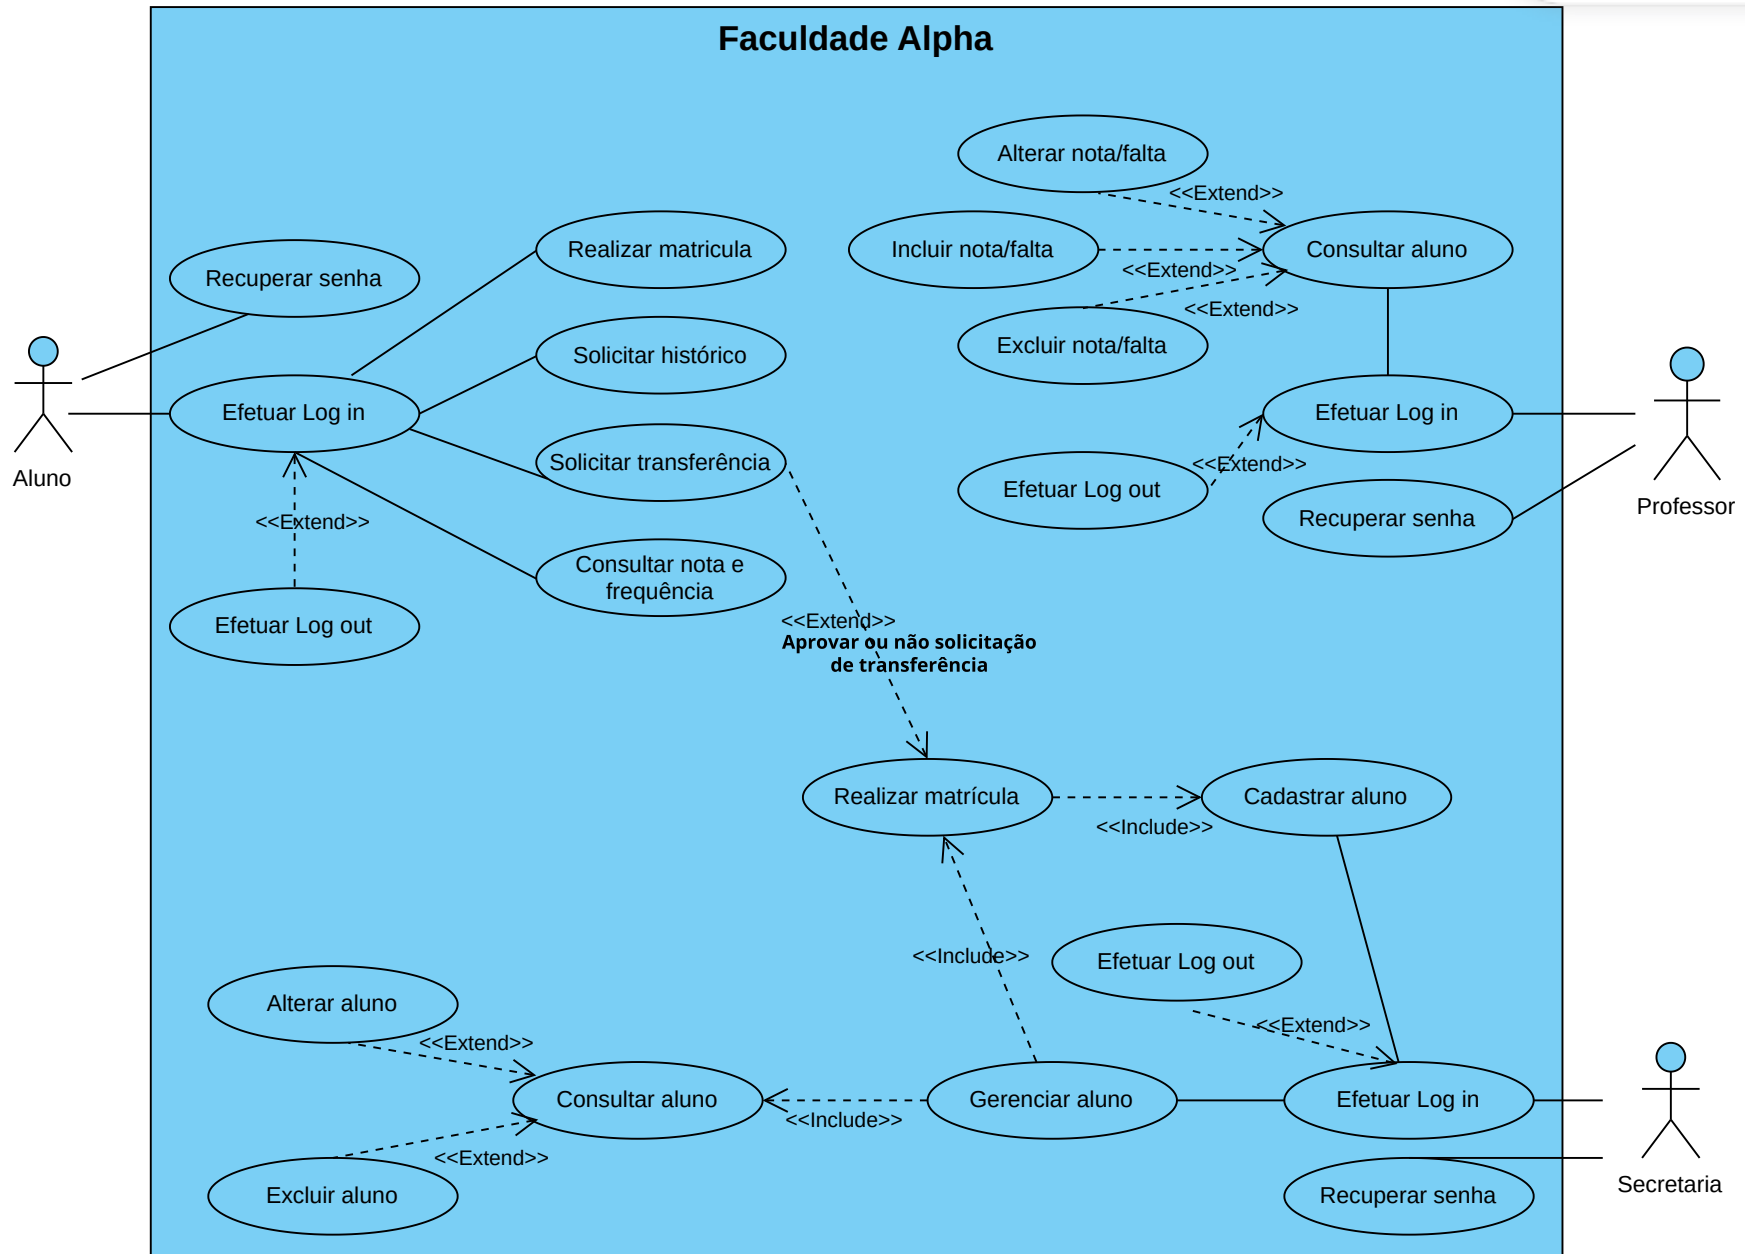 Faculdade Alpha
Alterar nota/falta
<<Extend>>
Realizar matricula
Incluir nota/falta
Consultar aluno
Recuperar senha
<<Extend>>
<<Extend>>
Solicitar histórico
Excluir nota/falta
Efetuar Log in
Efetuar Log in
Solicitar transferência
<<Extend>>
Aluno
Efetuar Log out
Professor
Recuperar senha
<<Extend>>
Consultar nota e
frequência
Efetuar Log out
<<Extend>>
Aprovar ou não solicitação
de transferência
Realizar matrícula
Cadastrar aluno
<<Include>>
<<Include>>
Efetuar Log out
Alterar aluno
<<Extend>>
<<Extend>>
Consultar aluno
Gerenciar aluno
Efetuar Log in
<<Include>>
<<Extend>>
Excluir aluno
Recuperar senha
Secretaria